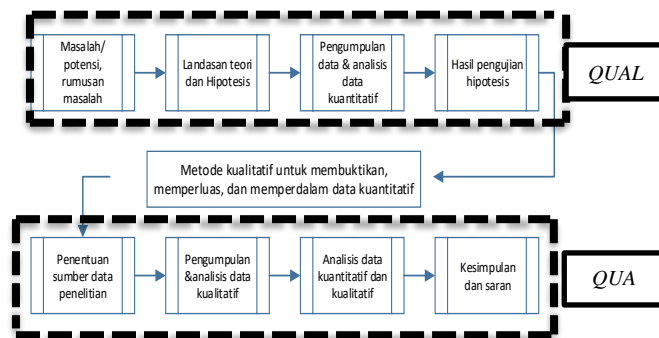 Masalah/
potensi,
rumusan
masalah
Landasan teori
dan Hipotesis
Pengumpulan
data & analisis
data
kuantitatif
Hasil pengujian
hipotesis
QUAL
Metode kualitatif untuk membuktikan,
memperluas, dan memperdalam data kuantitatif
Penentuan
sumber data
penelitian
Pengumpulan
&analisis data
kualitatif
Analisis data
kuantitatif dan
kualitatif
Kesimpulan
dan saran
QUA